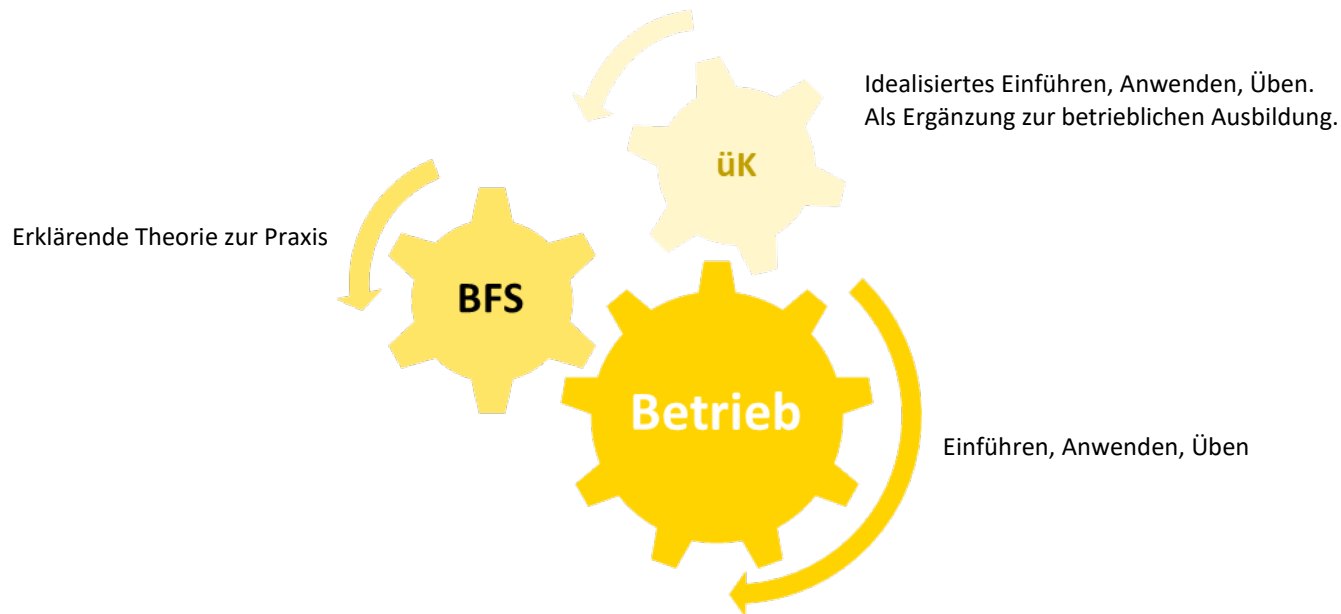 Idealisiertes Einführen, Anwenden, Üben.
Als Ergänzung zur betrieblichen Ausbildung.
üK
Erklärende Theorie zur Praxis
BFS
Betrieb
Einführen, Anwenden, Üben